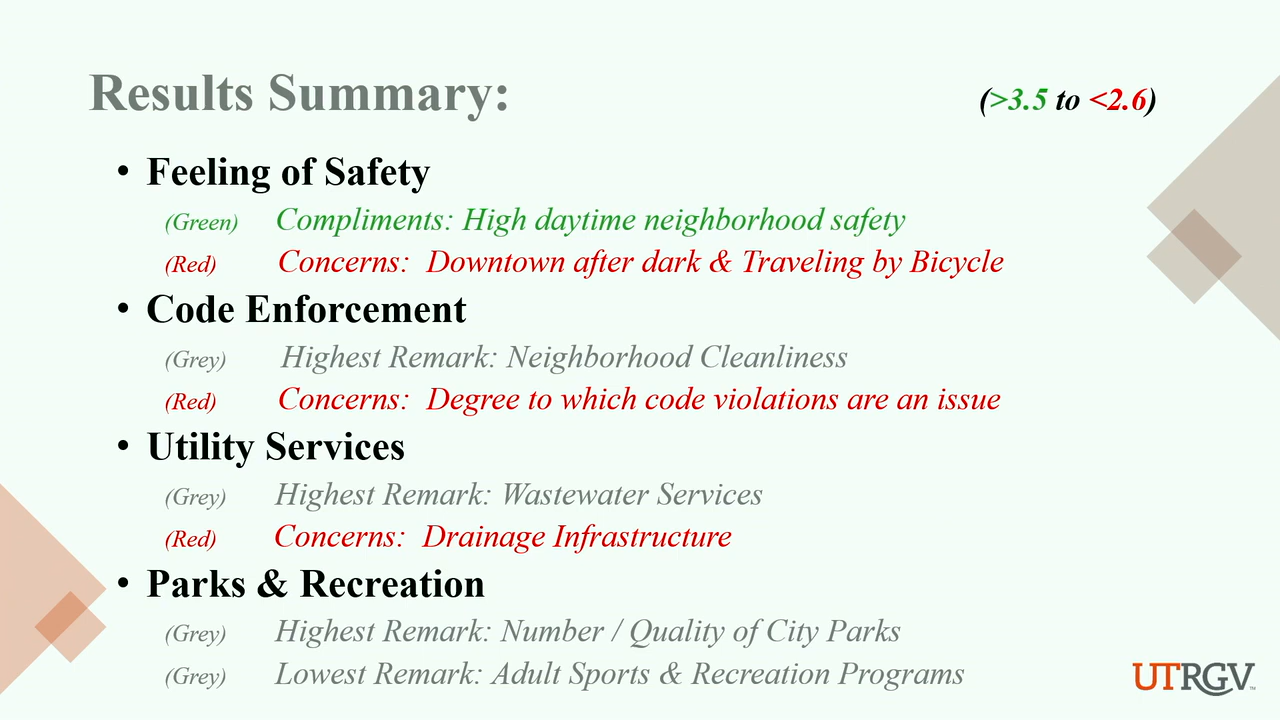 Results Summary:
(>3.5 to <2.6)
• Feeling of Safety
(Green) Compliments: High daytime neighborhood safety
(Red) Concerns: Downtown after dark & Traveling by Bicycle
• Code Enforcement
(Grey) Highest Remark: Neighborhood Cleanliness
(Red) Concerns: Degree to which code violations are an issue
• Utility Services
(Grey) Highest Remark: Wastewater Services
(Red) Concerns: Drainage Infrastructure
• Parks & Recreation
(Grey) Highest Remark: Number / Quality of City Parks
(Grey) Lowest Remark: Adult Sports & Recreation Programs
UTRGV™